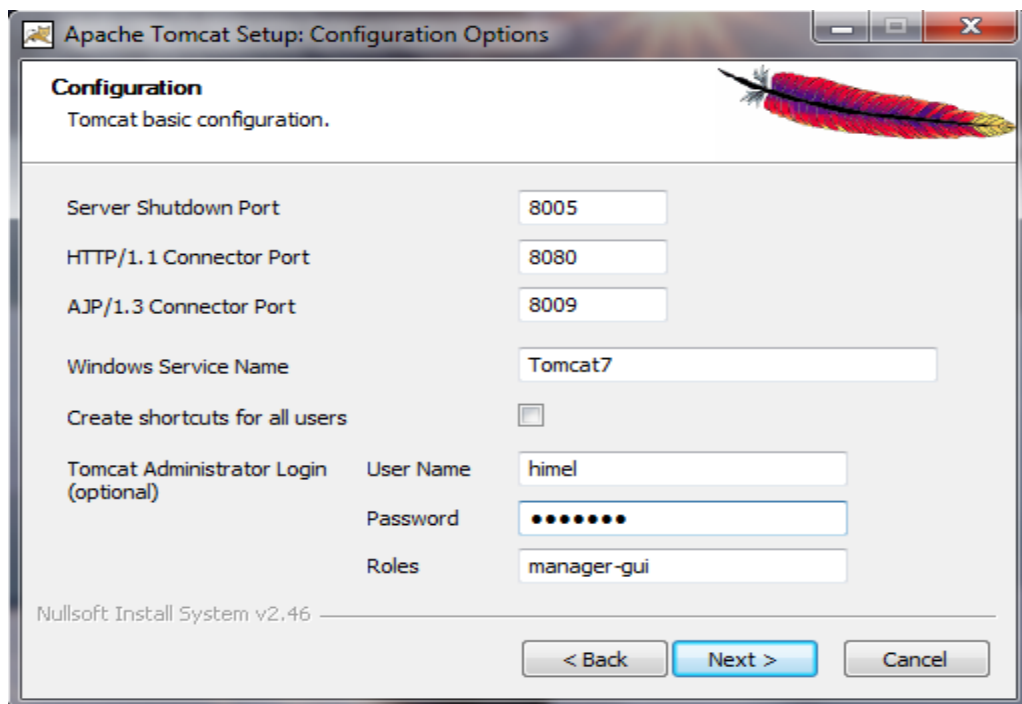 Apache Tomcat Setup: Configuration Options
Configuration
Tomcat basic configuration.
Server Shutdown Port 8005
HTTP/1.1 Connector Port 8080
AJP/1.3 Connector Port 8009
Windows Service Name Tomcat7
Create shortcuts for all users
Tomcat Administrator Login User Name himel
(optional)
Password •••••••
Roles manager-gui
Nullsoft Install System v2.46
< Back Next > Cancel